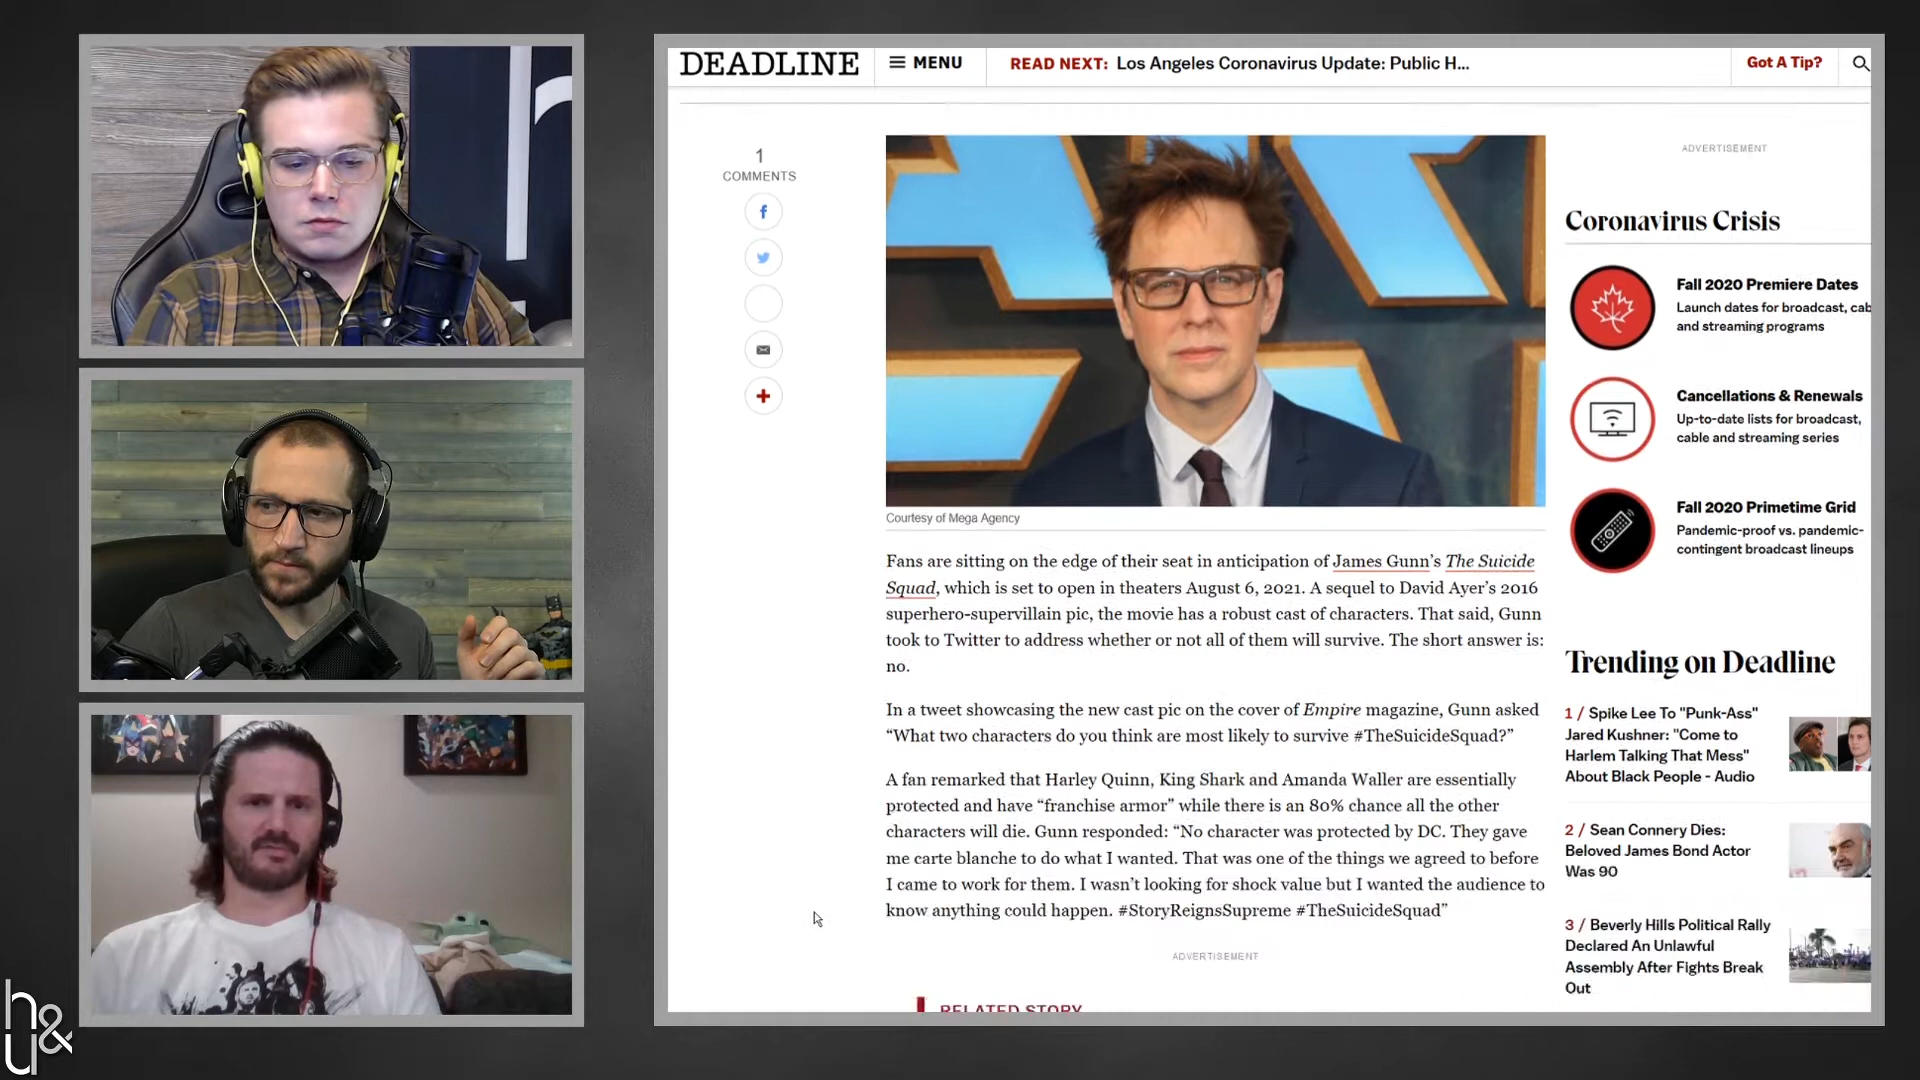 DEADLINE
MENU
READ NEXT: Los Angeles Coronavirus Update: Public H...
Got A Tip?
1
COMMENTS
Courtesy of Mega Agency
Fans are sitting on the edge of their seat in anticipation of James Gunn’s The Suicide
Squad, which is set to open in theaters August 6, 2021. A sequel to David Ayer’s 2016
superhero-supervillain pic, the movie has a robust cast of characters. That said, Gunn
took to Twitter to address whether or not all of them will survive. The short answer is:
no.
In a tweet showcasing the new cast pic on the cover of Empire magazine, Gunn asked
“What two characters do you think are most likely to survive #TheSuicideSquad?”
A fan remarked that Harley Quinn, King Shark and Amanda Waller are essentially
protected and have “franchise armor” while there is an 80% chance all the other
characters will die. Gunn responded: “No character was protected by DC. They gave
me carte blanche to do what I wanted. That was one of the things we agreed to before
I came to work for them. I wasn’t looking for shock value but I wanted the audience to
know anything could happen. #StoryReignsSupreme #TheSuicideSquad”
ADVERTISEMENT
RELATED STORY
ADVERTISEMENT
Coronavirus Crisis
Fall 2020 Premiere Dates
Launch dates for broadcast, cab
and streaming programs
Cancellations & Renewals
Up-to-date lists for broadcast,
cable and streaming series
Fall 2020 Primetime Grid
Pandemic-proof vs. pandemic-
contingent broadcast lineups
Trending on Deadline
1 / Spike Lee To "Punk-Ass"
Jared Kushner: "Come to
Harlem Talking That Mess"
About Black People - Audio
2 / Sean Connery Dies:
Beloved James Bond Actor
Was 90
3 / Beverly Hills Political Rally
Declared An Unlawful
Assembly After Fights Break
Out
h&
u